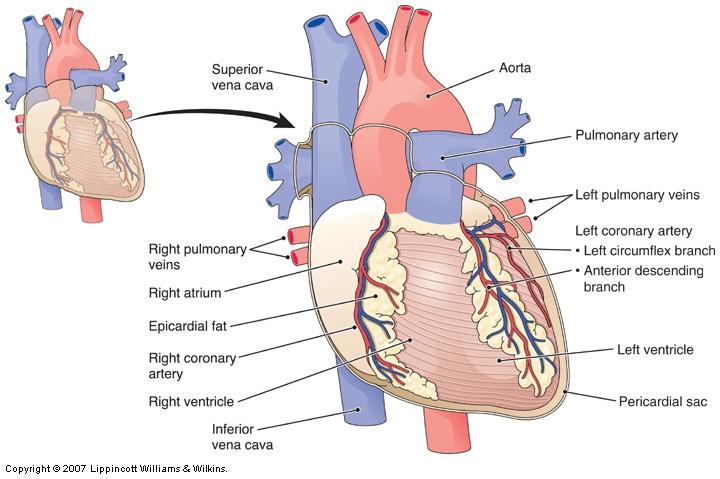 Superior
vena cava
Aorta
Pulmonary artery
Left pulmonary veins
Left coronary artery
▪ Left circumflex branch
▪ Anterior descending
branch
Right pulmonary
veins
Right atrium
Epicardial fat
Right coronary
artery
Right ventricle
Inferior
vena cava
Left ventricle
Pericardial sac
Copyright © 2007 Lippincott Williams & Wilkins.